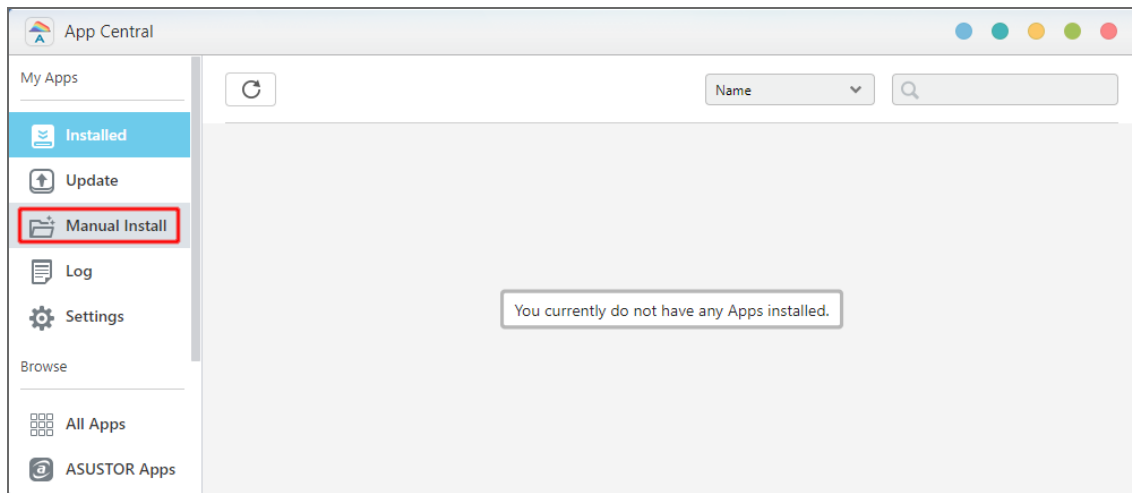 App Central
My Apps
Installed
Update
Manual Install
Log
Settings
Browse
All Apps
ASUSTOR Apps
Name
You currently do not have any Apps installed.